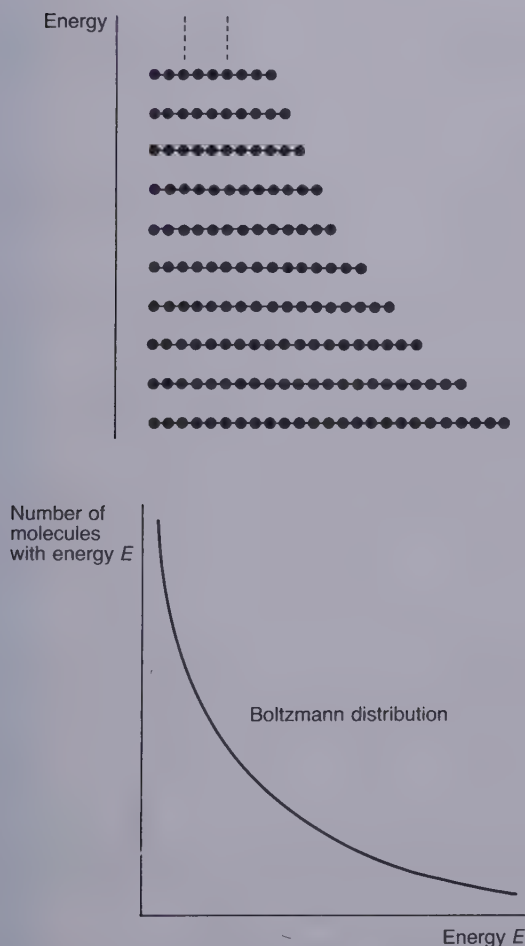 Energy
Number of
molecules
with energy E
Boltzmann distribution
Energy E